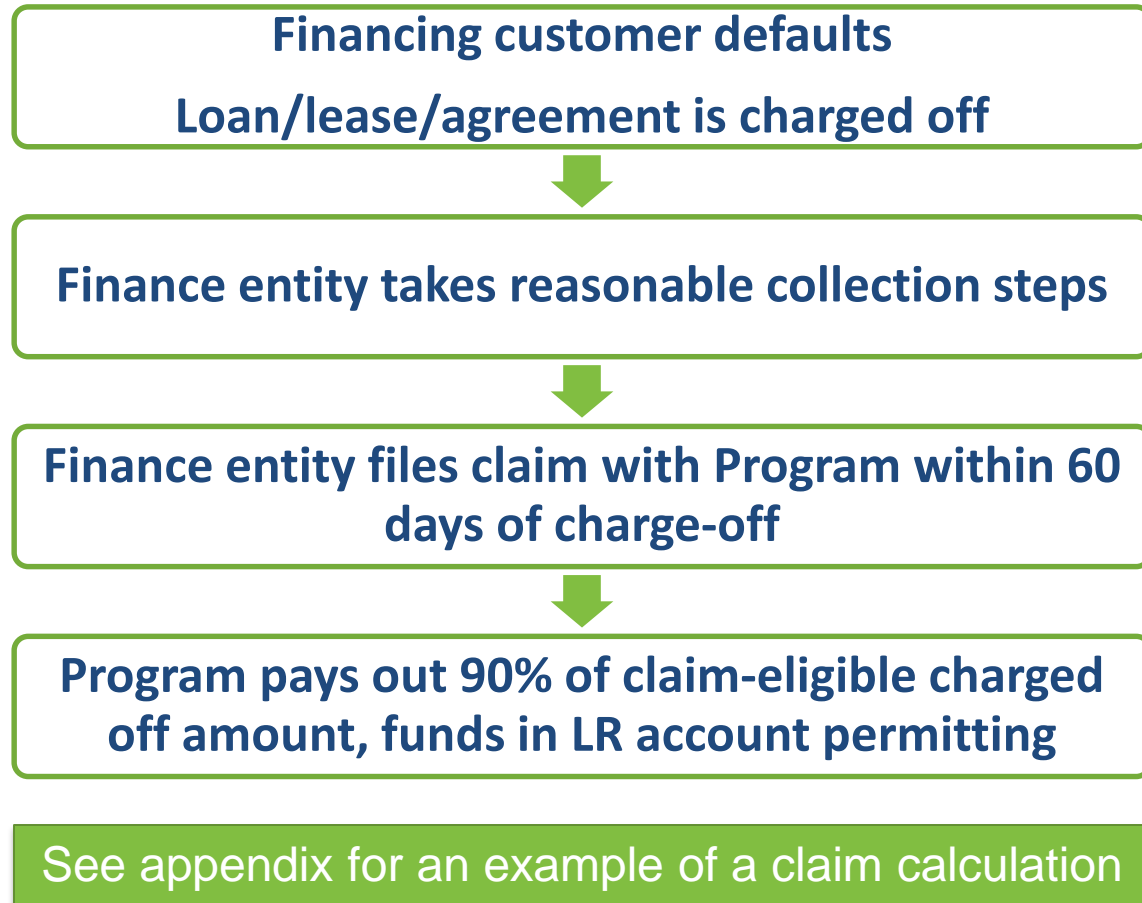 Financing customer defaults
Loan/lease/agreement is charged off
Finance entity takes reasonable collection steps
Finance entity files claim with Program within 60
days of charge-off
Program pays out 90% of claim-eligible charged
off amount, funds in LR account permitting
See appendix for an example of a claim calculation